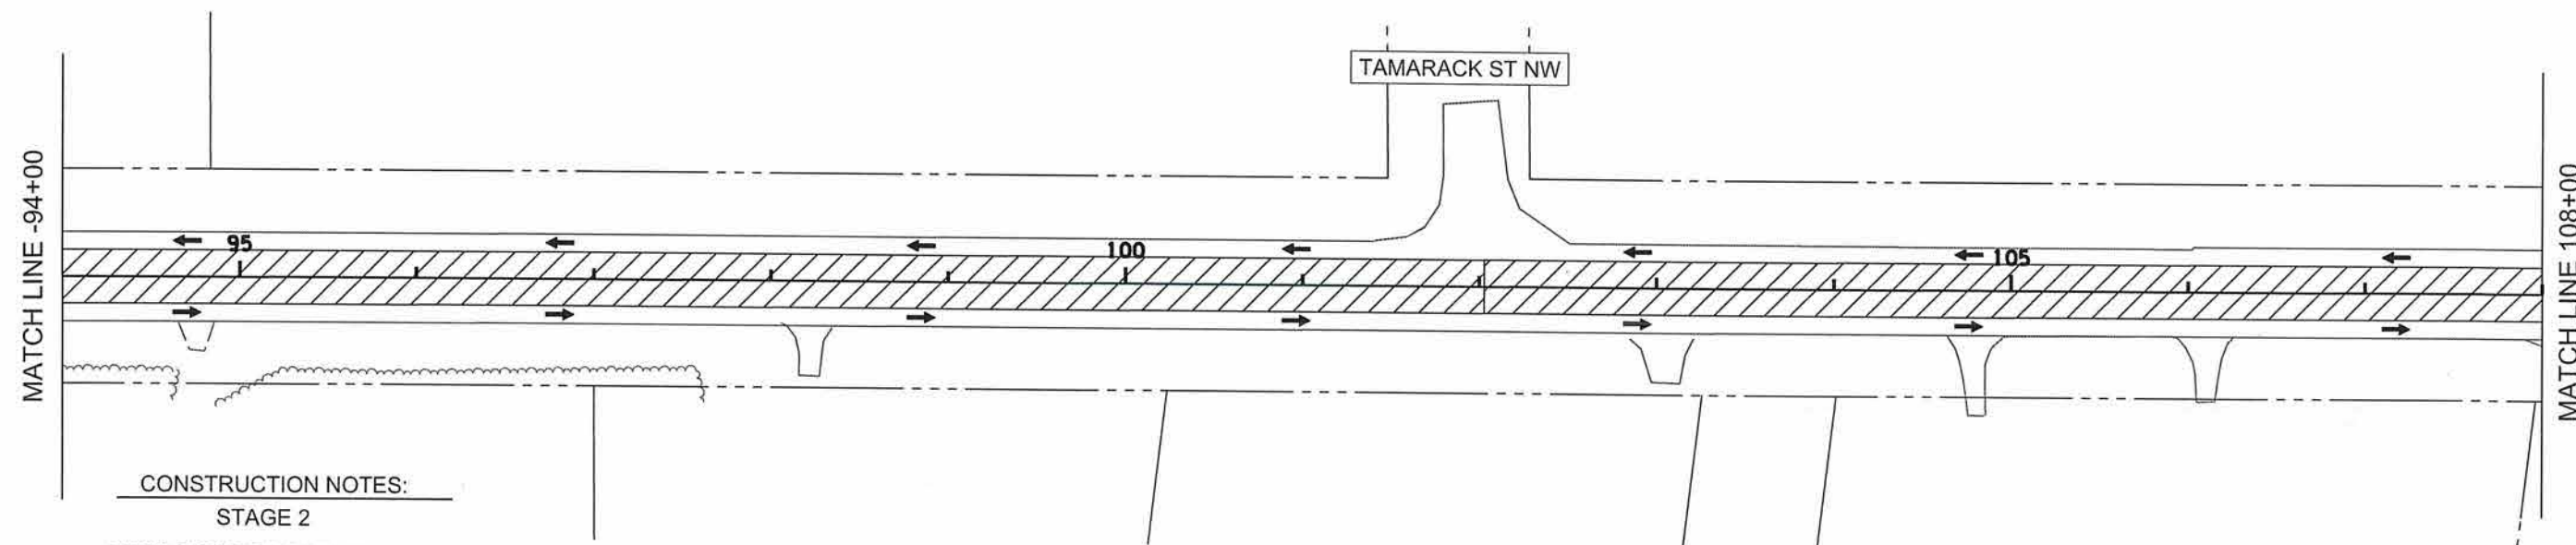 TAMARACK ST NW
MATCH LINE -94+00
95
100
105
MATCH LINE 108+00
CONSTRUCTION NOTES:
STAGE 2